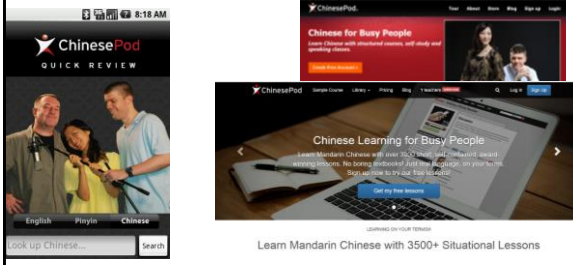 8:18 AM
ChinesePod
QUICK REVIEW
English Pinyin Chinese
Look up Chinese... Search
ChinesePod.
Tour About Store Blog Sign up Login
Chinese for Busy People
Learn Chinese with structured courses, self-study and
speaking classes.
ChinesePod Sample Course Library Pricing Blog Log in Sign Up
Chinese Learning for Busy People
Learn Mandarin Chinese with over 3500 short, self-contained, award
winning lessons. No boring textbooks! Just real language, on your terms.
Sign up now to try our free lessons!
Get my free lessons
LEARNING ON YOUR TERMS
Learn Mandarin Chinese with 3500+ Situational Lessons